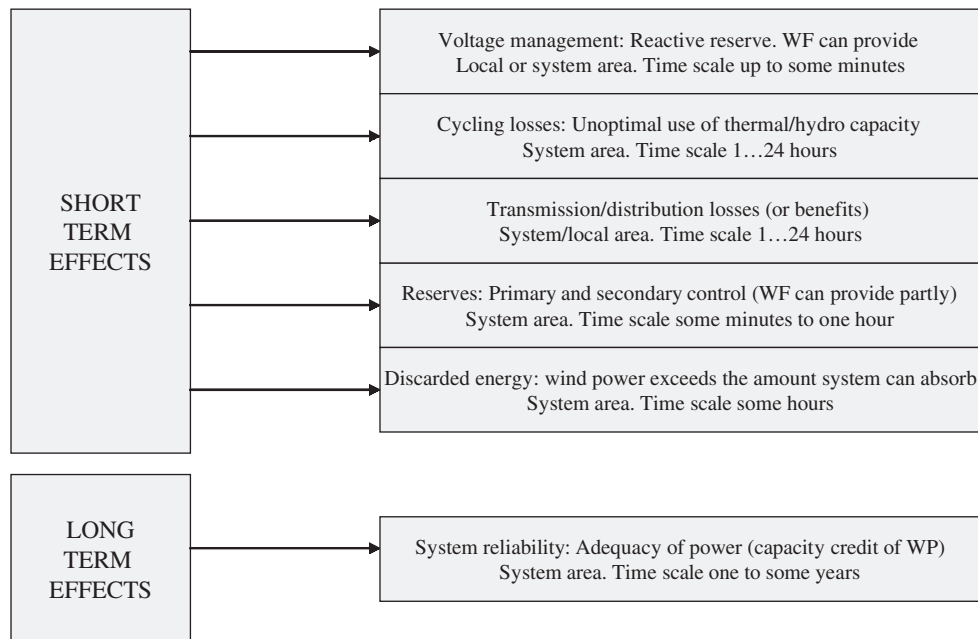 SHORT
TERM
EFFECTS
Voltage management: Reactive reserve. WF can provide
Local or system area. Time scale up to some minutes
Cycling losses: Unoptimal use of thermal/hydro capacity
System area. Time scale 1…24 hours
Transmission/distribution losses (or benefits)
System/local area. Time scale 1…24 hours
Reserves: Primary and secondary control (WF can provide partly)
System area. Time scale some minutes to one hour
Discarded energy: wind power exceeds the amount system can absorb
System area. Time scale some hours
LONG
TERM
EFFECTS
System reliability: Adequacy of power (capacity credit of WP)
System area. Time scale one to some years